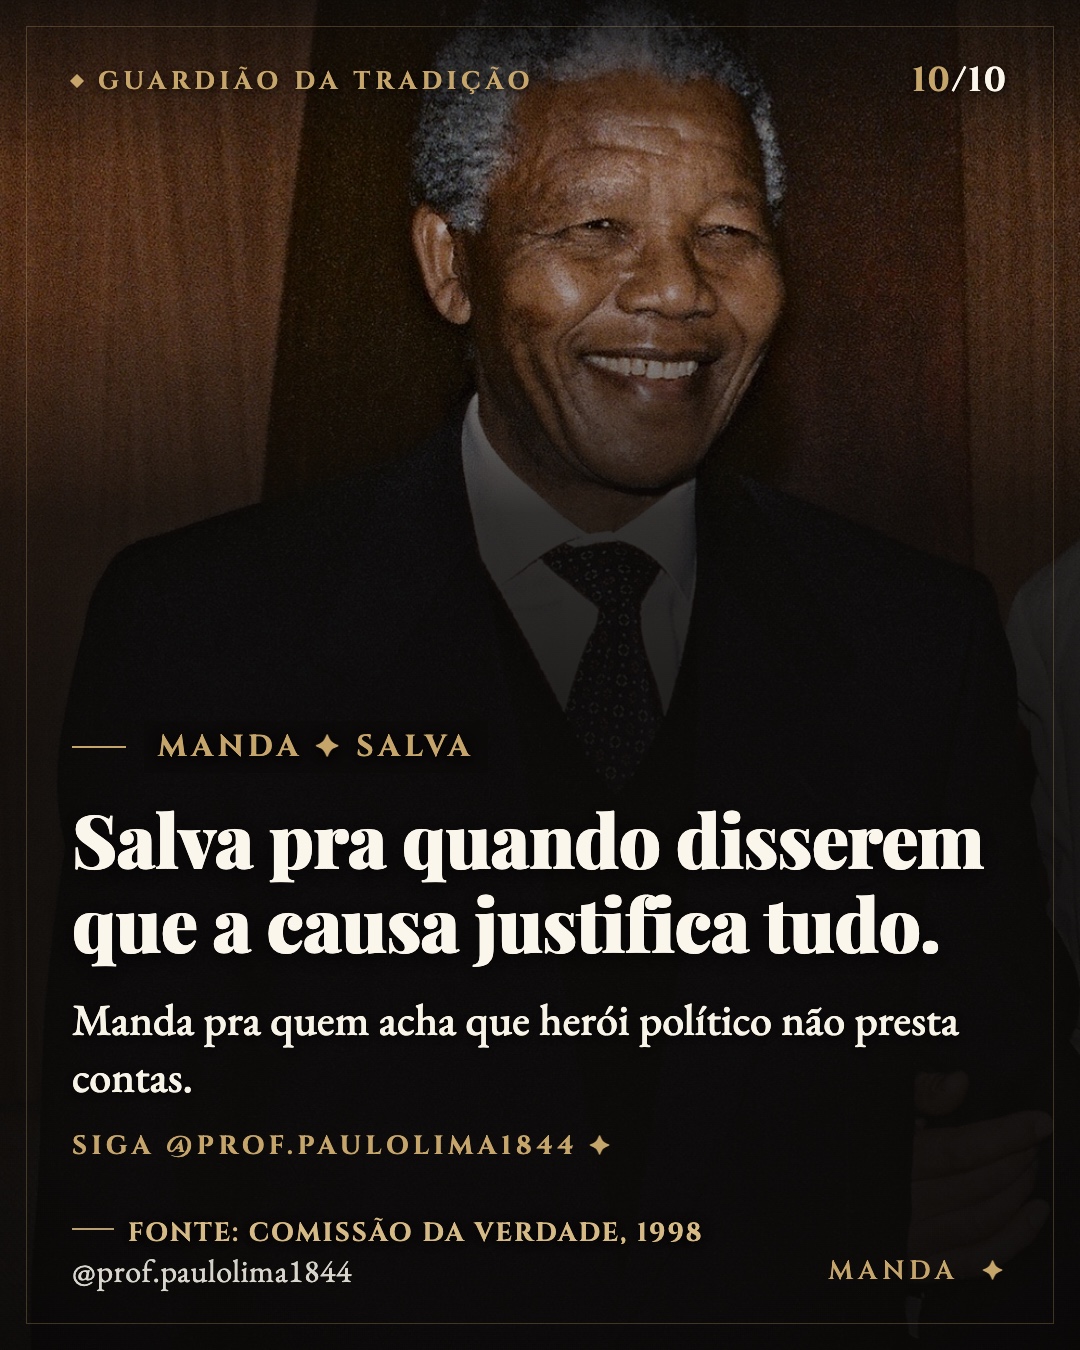 ◆ GUARDIÃO DA TRADIÇÃO
10/10
MANDA ✦ SALVA
Salva pra quando disserem
que a causa justifica tudo.
Manda pra quem acha que herói político não presta
contas.
SIGA @PROF.PAULOLIMA1844 ✦
FONTE: COMISSÃO DA VERDADE, 1998
@prof.paulolima1844
MANDA ✦